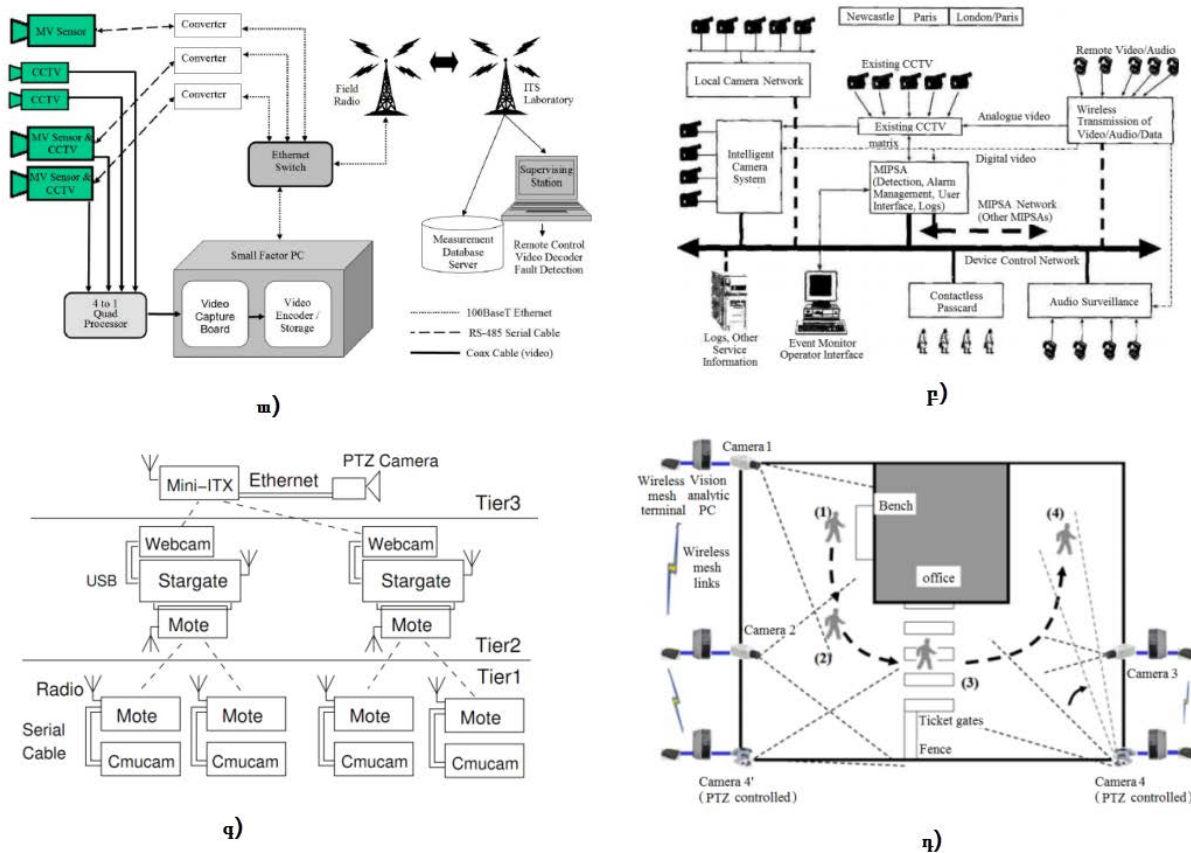 MV Sensor
CCTV
CCTV
MV Sensor &
CCTV
MV Sensor &
CCTV
Converter
Converter
Converter
Field
Radio
ITS
Laboratory
Ethernet
Switch
Supervising
Station
Measurement
Database
Server
Remote Control
Video Decoder
Fault Detection
Small Factor PC
4 to 1
Quad
Processor
Video
Capture
Board
Video
Encoder /
Storage
100BaseT Ethernet
RS-485 Serial Cable
Coax Cable (video)
ա)
Newcastle
Paris
London/Paris
Remote Video/Audio
Local Camera Network
Existing CCTV
Existing CCTV
matrix
Analogue video
Wireless
Transmission of
Video/Audio/Data
Intelligent
Camera
System
Digital video
MIPSA
(Detection, Alarm
Management, User
Interface, Logs)
MIPSA Network
(Other MIPSAs)
Device Control Network
Contactless
Passcard
Audio Surveillance
Logs, Other
Service
Information
Event Monitor
Operator Interface
բ)
Mini-ITX
Ethernet
PTZ Camera
Tier3
Webcam
Webcam
USB
Stargate
Stargate
Mote
Mote
Tier2
Tier1
Radio
Mote
Mote
Mote
Mote
Serial
Cable
Cmucam
Cmucam
Cmucam
Cmucam
գ)
Camera 1
Wireless
mesh
terminal
Vision
analytic
PC
(1)
Bench
(4)
Wireless
mesh
links
office
Camera 2
(2)
(3)
Camera 3
Ticket gates
Fence
Camera 4'
(PTZ controlled)
Camera 4
(PTZ controlled)
դ)